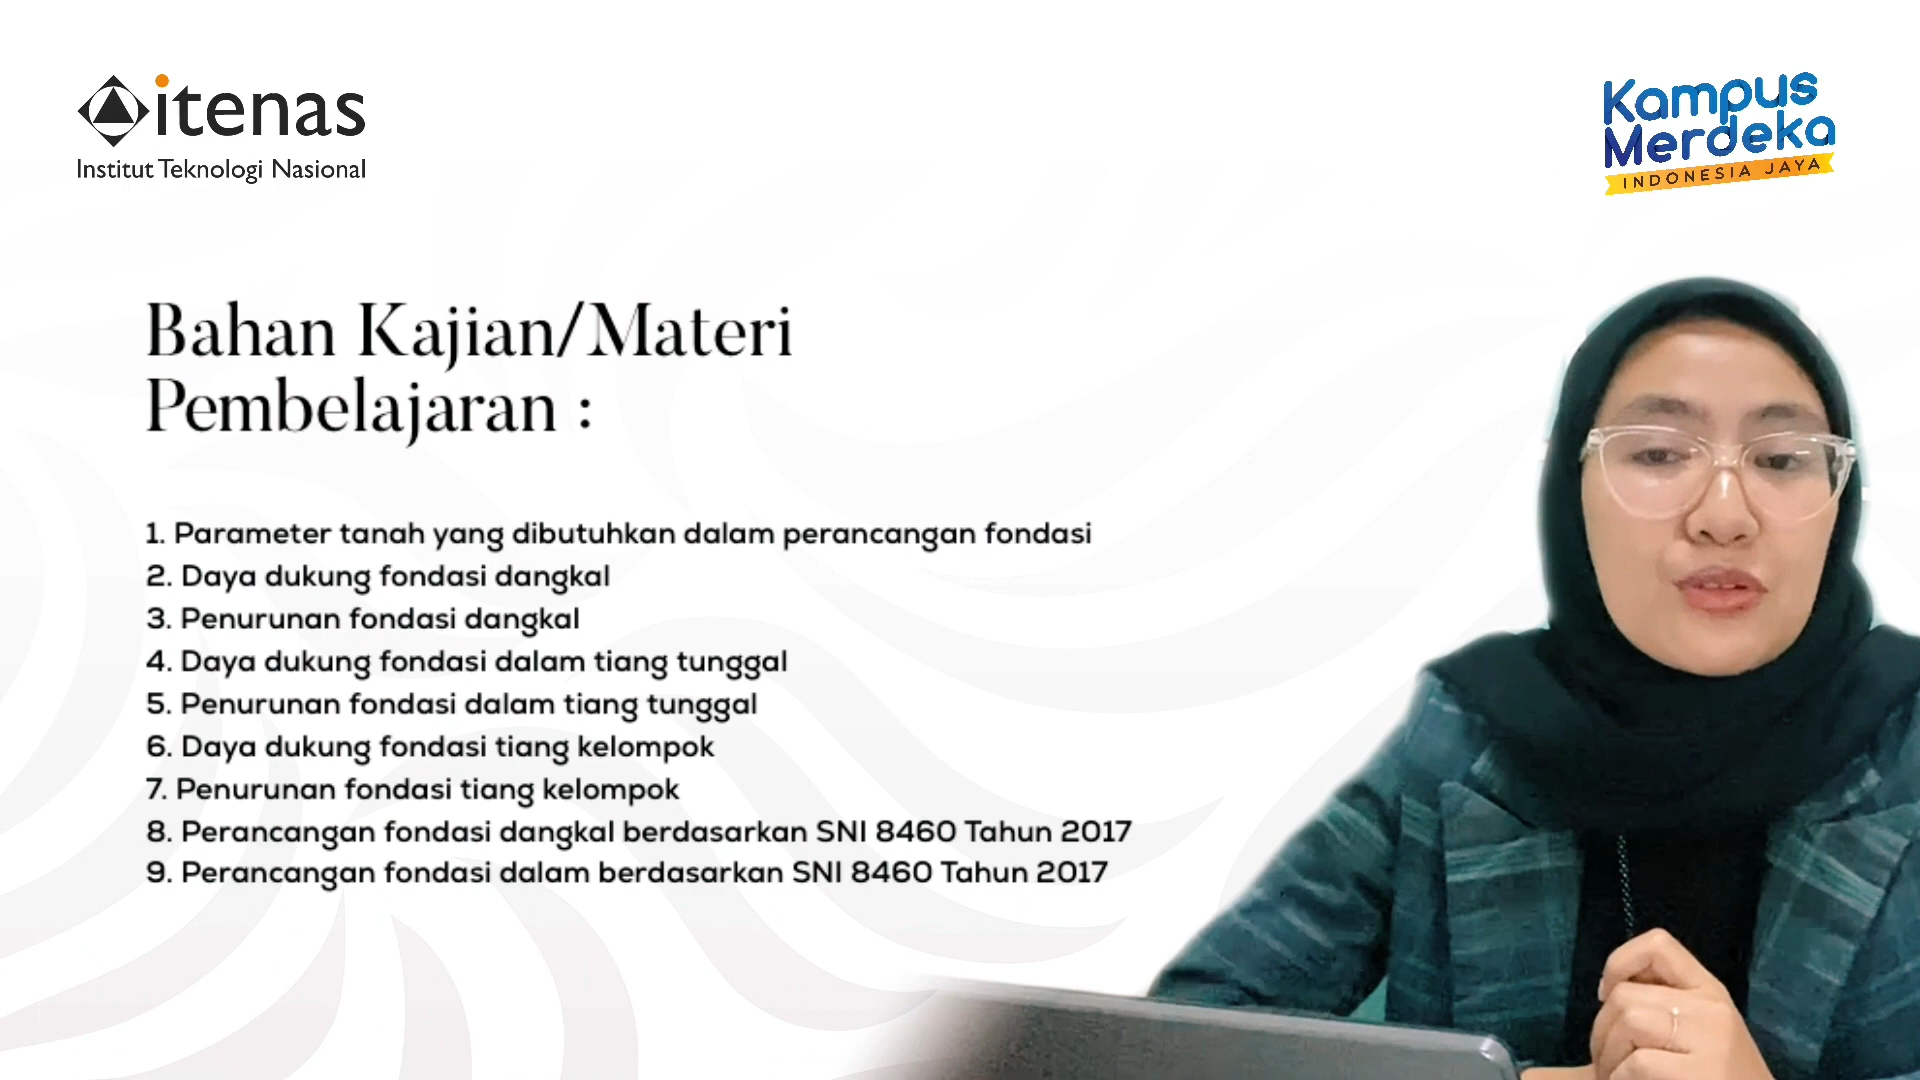 itenas
Institut Teknologi Nasional
Kampus
Merdeka
INDONESIA JAYA
Bahan Kajian/Materi
Pembelajaran :
1. Parameter tanah yang dibutuhkan dalam perancangan fondasi
2. Daya dukung fondasi dangkal
3. Penurunan fondasi dangkal
4. Daya dukung fondasi dalam tiang tunggal
5. Penurunan fondasi dalam tiang tunggal
6. Daya dukung fondasi tiang kelompok
7. Penurunan fondasi tiang kelompok
8. Perancangan fondasi dangkal berdasarkan SNI 8460 Tahun 2017
9. Perancangan fondasi dalam berdasarkan SNI 8460 Tahun 2017